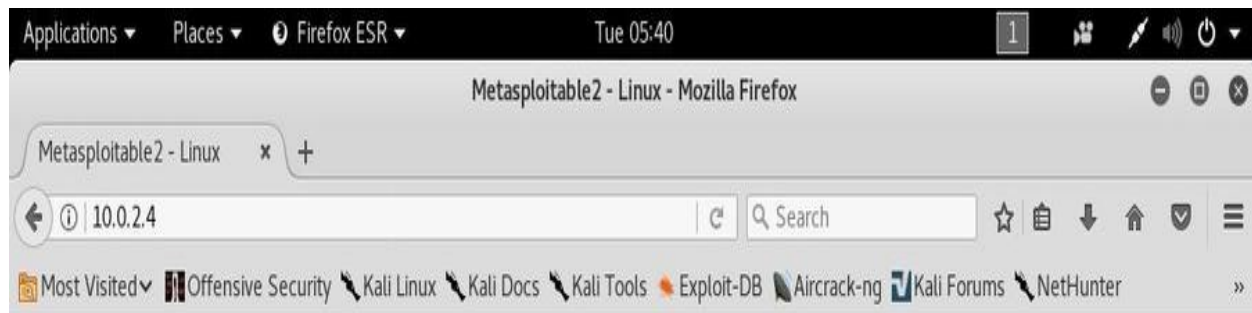 Applications Places Firefox ESR Tue 05:40 1
Metasploitable2 - Linux - Mozilla Firefox
Metasploitable2 - Linux × +
10.0.2.4 Search
Most Visited Offensive Security Kali Linux Kali Docs Kali Tools Exploit-DB Aircrack-ng Kali Forums NetHunter »